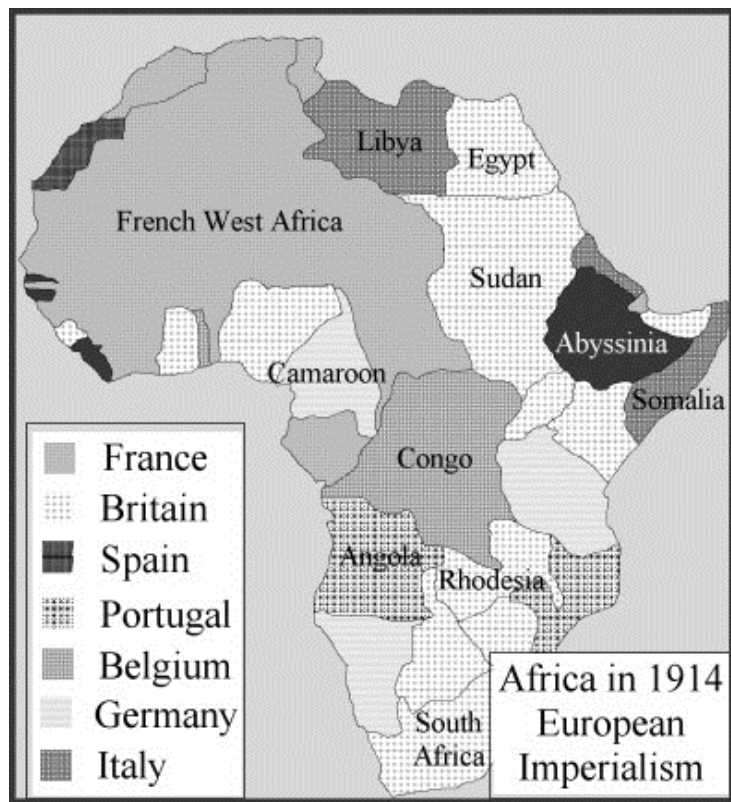 Libya
Egypt
French West Africa
Sudan
Abyssinia
Camaroon
Somalia
Congo
Angola
Rhodesia
South
Africa
France
Britain
Spain
Portugal
Belgium
Germany
Italy
Africa in 1914
European
Imperialism